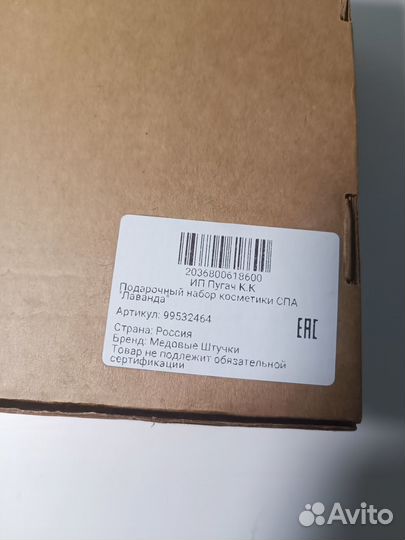 2036800618600
ИП Пугач К.К
Подарочный набор косметики СПА
"Лаванда"
Артикул: 99532464
Страна: Россия
Бренд: Медовые Штучки
Товар не подлежит обязательной
сертификации
EAC
Avito